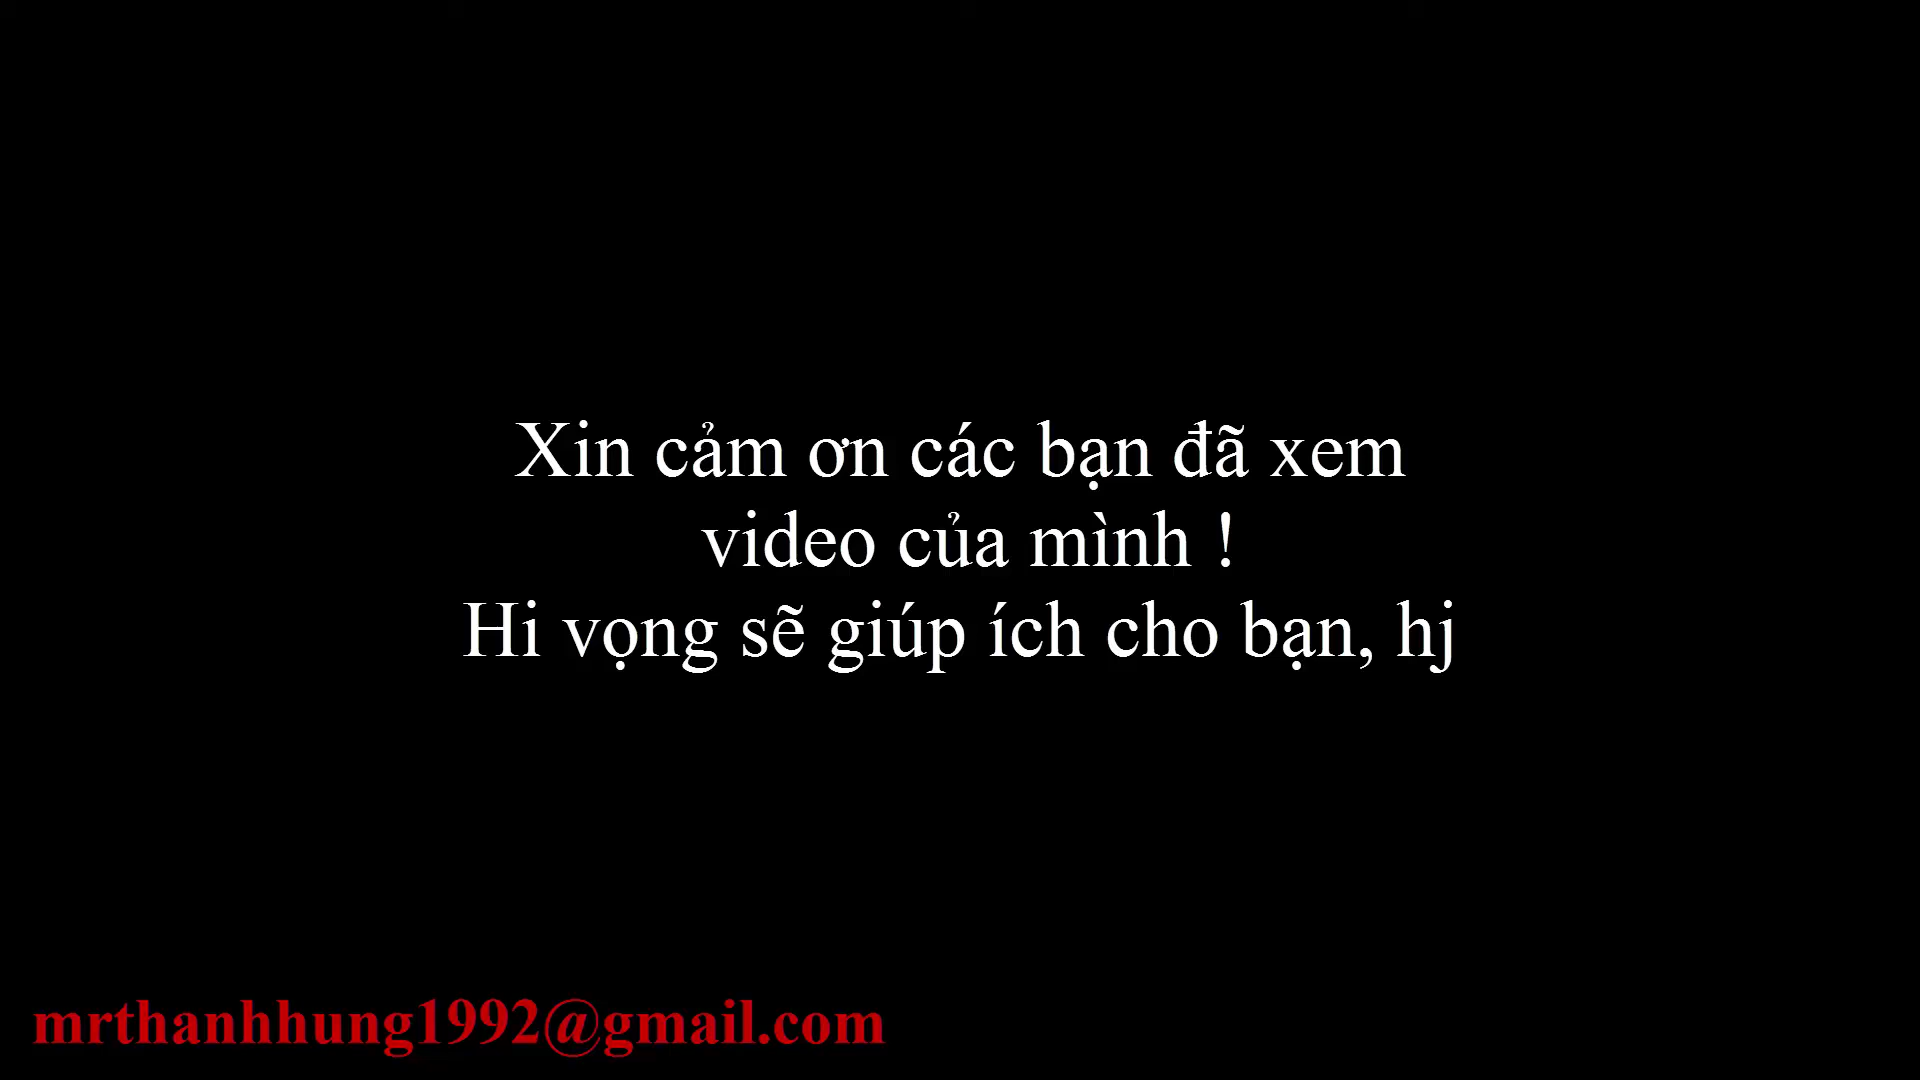 Xin cảm ơn các bạn đã xem
video của mình !
Hi vọng sẽ giúp ích cho bạn, hj
mrthanhhung1992@gmail.com